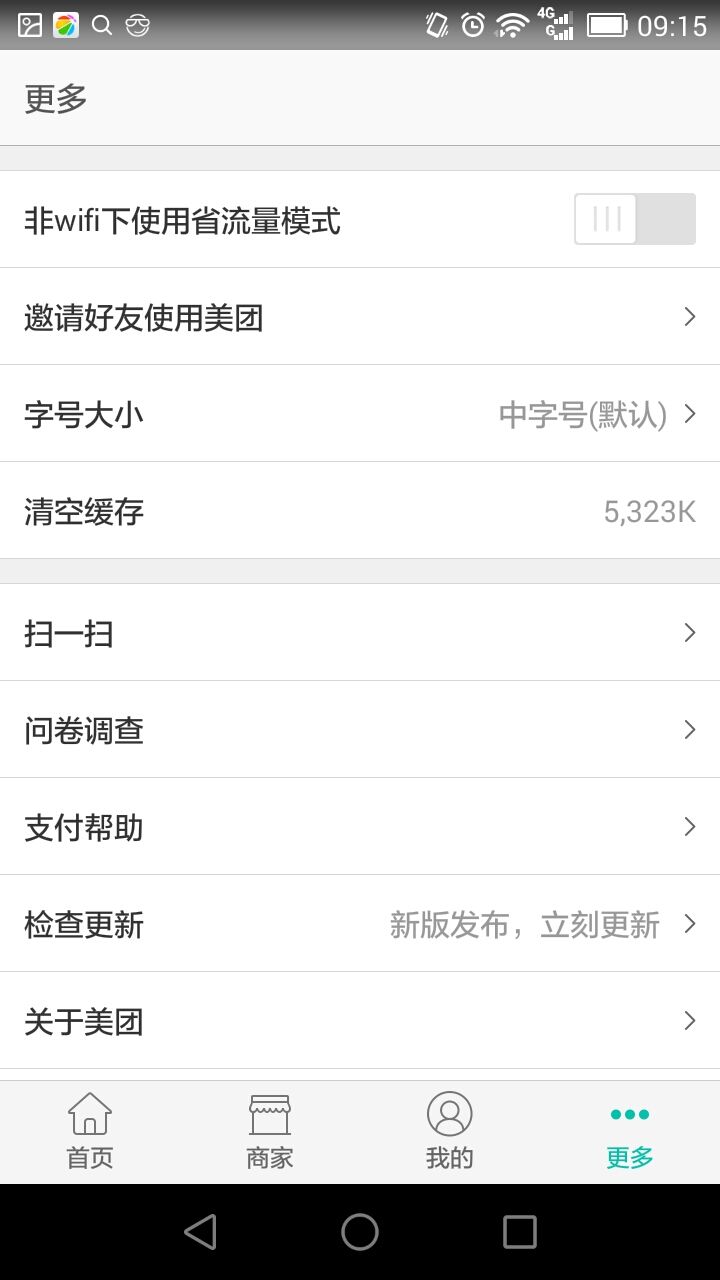 4G
G
09:15
更多
非wifi下使用省流量模式
邀请好友使用美团
字号大小 中字号(默认)
清空缓存 5,323K
扫一扫
问卷调查
支付帮助
检查更新 新版发布，立刻更新
关于美团
首页 商家 我的 更多